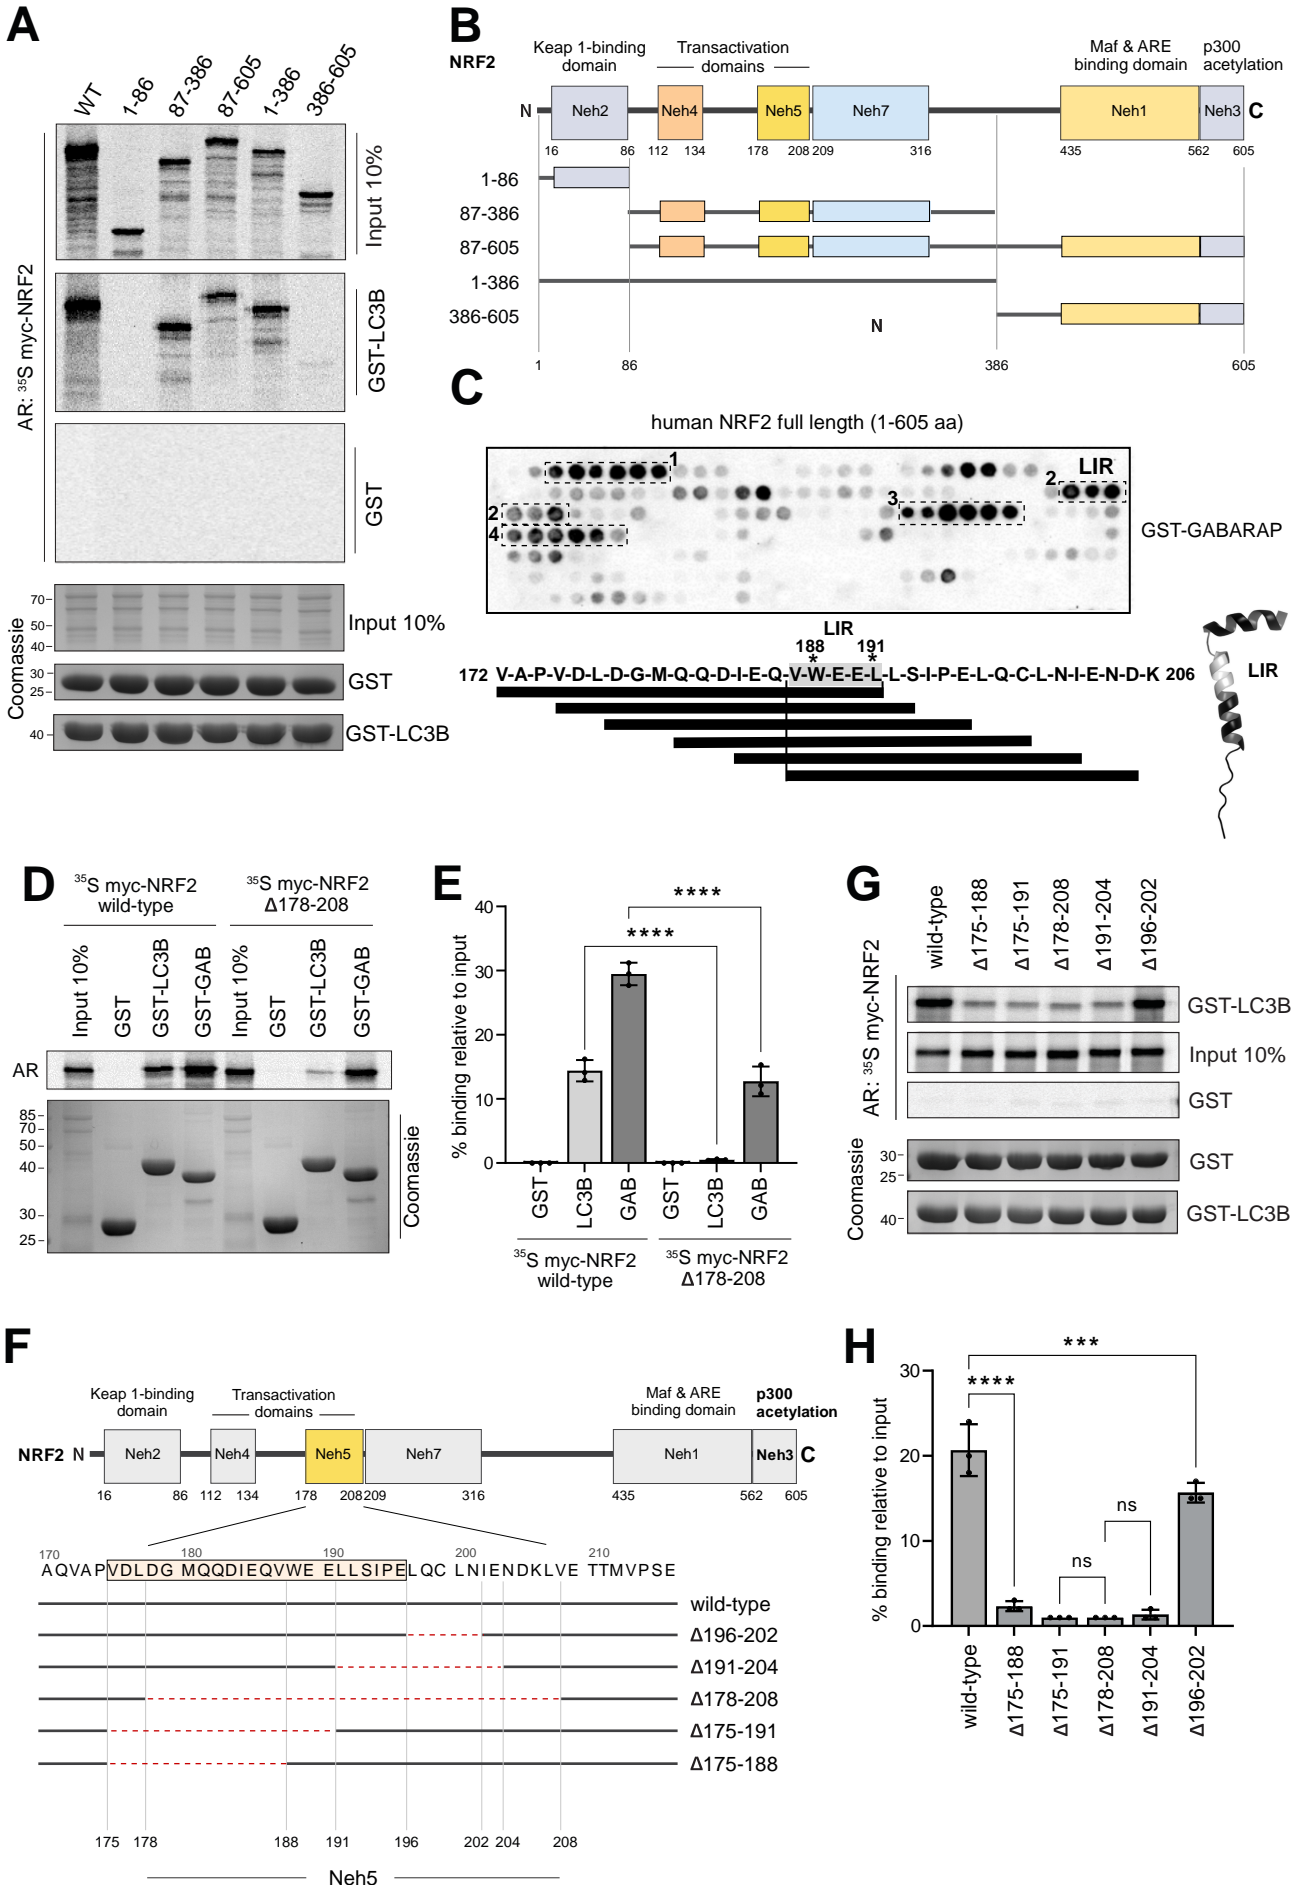 A
WT
1-86
87-386
87-605
1-386
386-605
AR: ³⁵S myc-NRF2
Input 10%
GST-LC3B
GST
Coomassie
70
50
40
Input 10%
30
25
GST
40
GST-LC3B
B
NRF2
Keap 1-binding
domain
Transactivation
domains
Maf & ARE
binding domain
p300
acetylation
N
Neh2
Neh4
Neh5
Neh7
Neh1
Neh3
C
16
86
112
134
178
208
209
316
435
562
605
1-86
87-386
87-605
1-386
386-605
N
1
86
386
605
C
human NRF2 full length (1-605 aa)
1
2
LIR
3
2
4
GST-GABARAP
LIR
188
191
* *
172 V-A-P-V-D-L-D-G-M-Q-Q-D-I-E-Q-V-W-E-E-L-L-S-I-P-E-L-Q-C-L-N-I-E-N-D-K 206
LIR
D
³⁵S myc-NRF2
wild-type
³⁵S myc-NRF2
Δ178-208
Input 10%
GST
GST-LC3B
GST-GAB
Input 10%
GST
GST-LC3B
GST-GAB
AR
85
70
50
40
30
25
Coomassie
E
% binding relative to input
40
30
20
10
0
****
****
GST
LC3B
GAB
GST
LC3B
GAB
³⁵S myc-NRF2
wild-type
³⁵S myc-NRF2
Δ178-208
G
wild-type
Δ175-188
Δ175-191
Δ178-208
Δ191-204
Δ196-202
AR: ³⁵S myc-NRF2
GST-LC3B
Input 10%
GST
Coomassie
30
25
GST
40
GST-LC3B
F
Keap 1-binding
domain
Transactivation
domains
Maf & ARE
binding domain
p300
acetylation
NRF2 N
Neh2
Neh4
Neh5
Neh7
Neh1
Neh3
C
16
86
112
134
178
208
209
316
435
562
605
170
180
190
200
210
AQVAPVDLDG MQQDIEQVWE ELLSIPELQC LNIENDKLVE TTMVPSE
wild-type
Δ196-202
Δ191-204
Δ178-208
Δ175-191
Δ175-188
175
178
188
191
196
202
204
208
Neh5
H
% binding relative to input
30
20
10
0
***
****
ns
ns
wild-type
Δ175-188
Δ175-191
Δ178-208
Δ191-204
Δ196-202